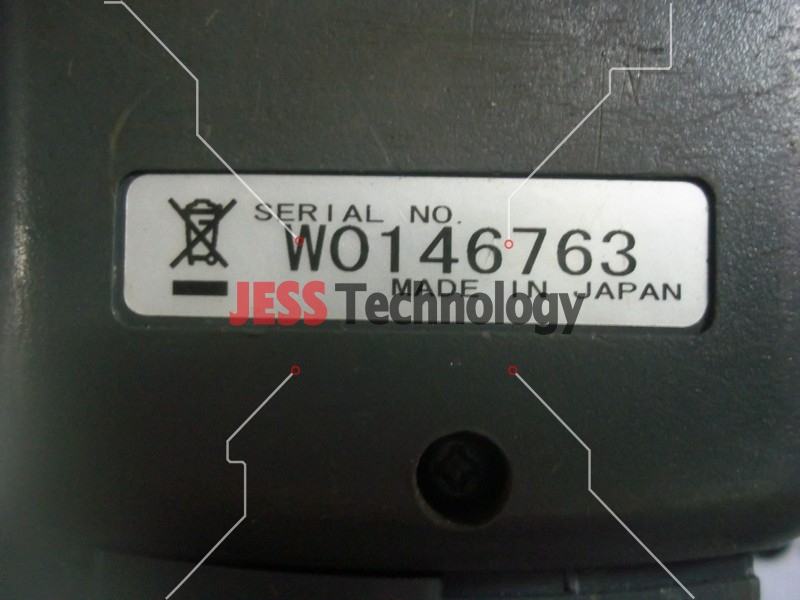 SERIAL NO.
W0146763
MADE IN JAPAN
JESS Technology